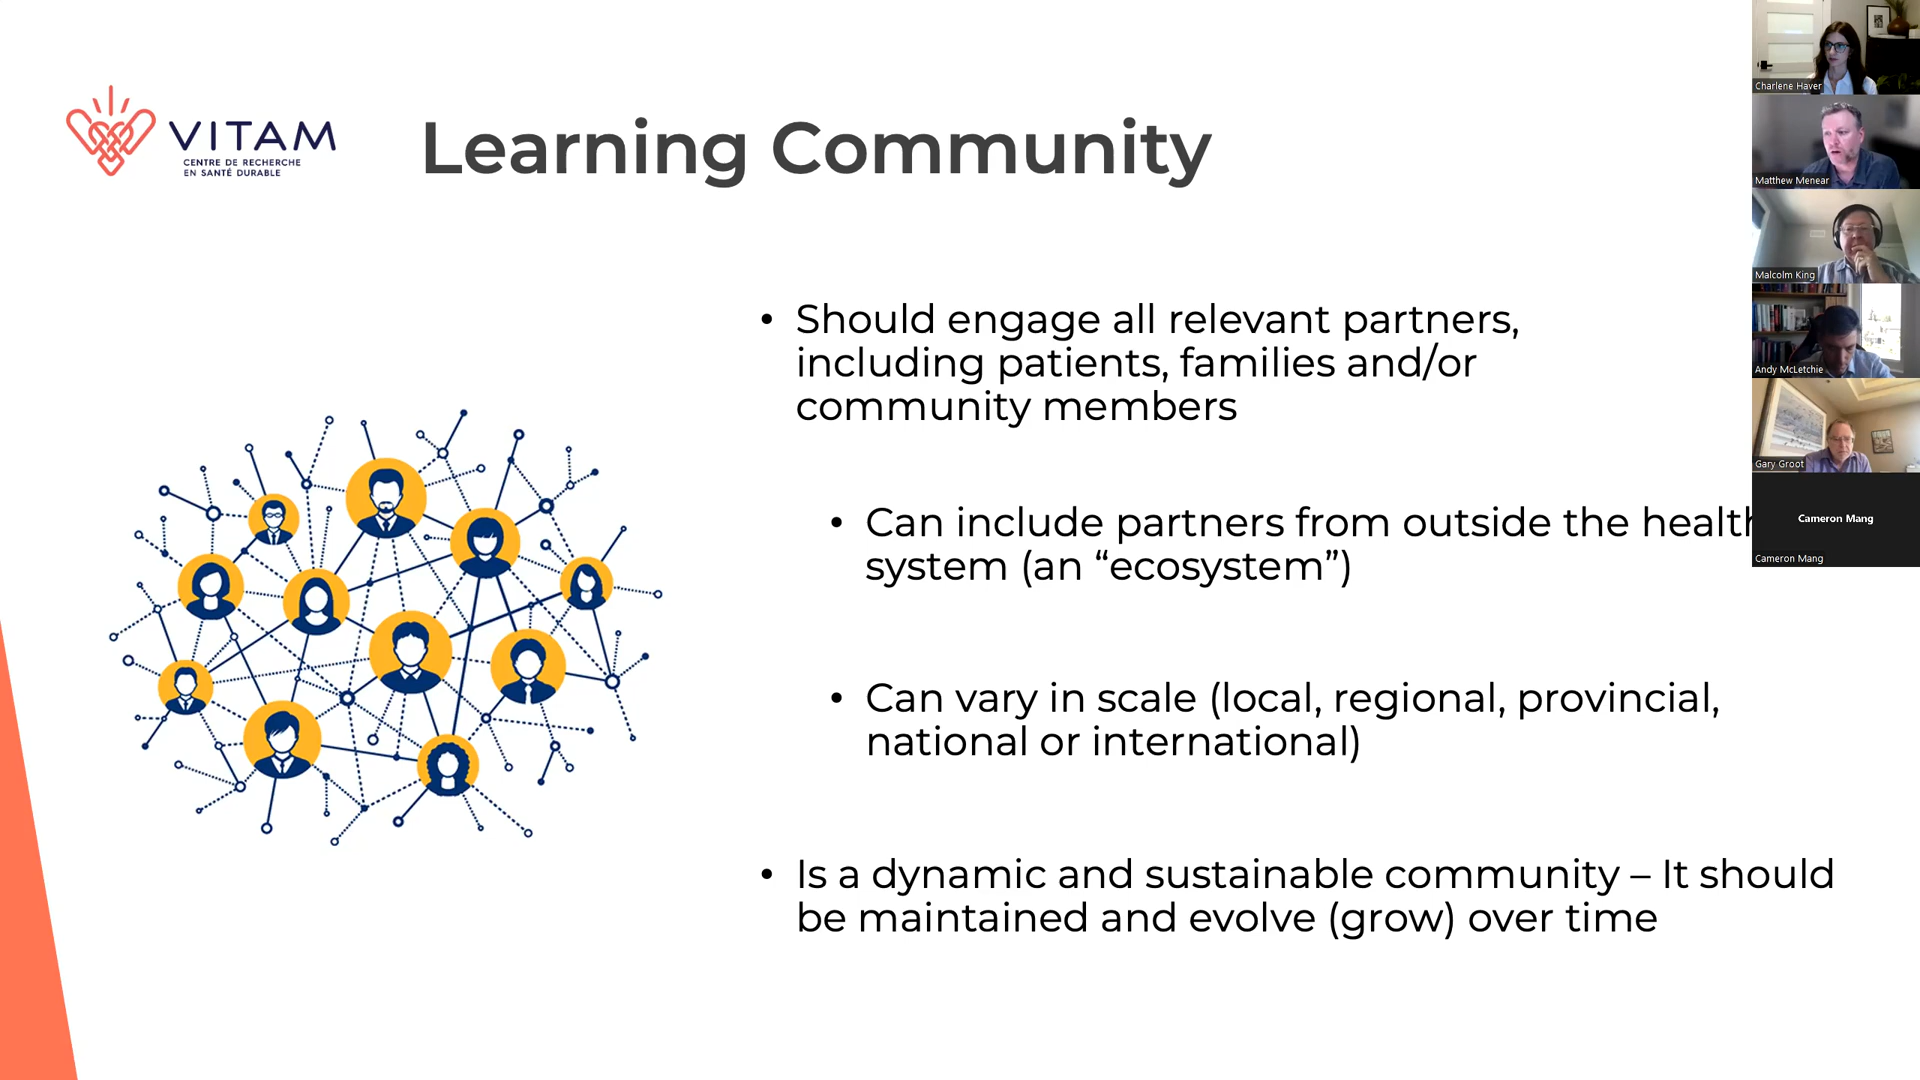 VITAM
CENTRE DE RECHERCHE
EN SANTÉ DURABLE
Learning Community
• Should engage all relevant partners,
including patients, families and/or
community members
• Can include partners from outside the health
system (an “ecosystem”)
• Can vary in scale (local, regional, provincial,
national or international)
• Is a dynamic and sustainable community – It should
be maintained and evolve (grow) over time
Charlene Haver
Matthew Menear
Malcolm King
Andy McLetchie
Gary Groot
Cameron Mang
Cameron Mang